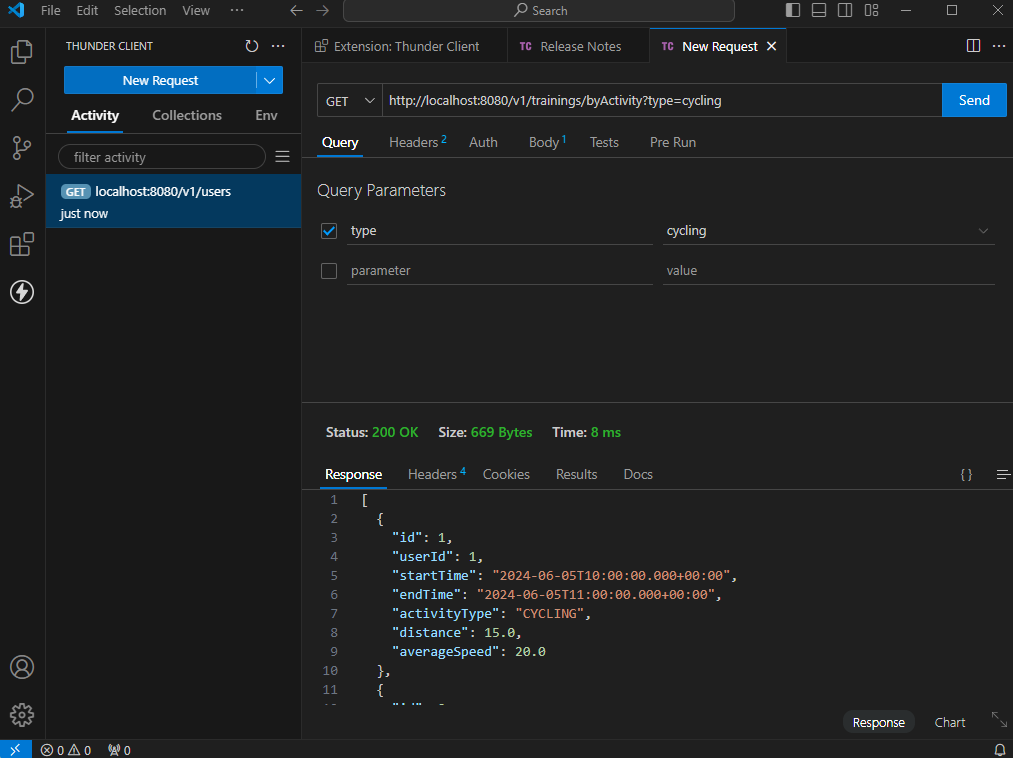 File Edit Selection View ··· Search
THUNDER CLIENT ···
New Request
Activity Collections Env
filter activity
GET localhost:8080/v1/users
just now
Extension: Thunder Client TC Release Notes TC New Request ···
GET http://localhost:8080/v1/trainings/byActivity?type=cycling Send
Query Headers 2 Auth Body 1 Tests Pre Run
Query Parameters
type cycling
parameter value
Status: 200 OK Size: 669 Bytes Time: 8 ms
Response Headers 4 Cookies Results Docs {}
1 [
2 {
3 "id": 1,
4 "userId": 1,
5 "startTime": "2024-06-05T10:00:00.000+00:00",
6 "endTime": "2024-06-05T11:00:00.000+00:00",
7 "activityType": "CYCLING",
8 "distance": 15.0,
9 "averageSpeed": 20.0
10 },
11 {
Response Chart
0 0 0